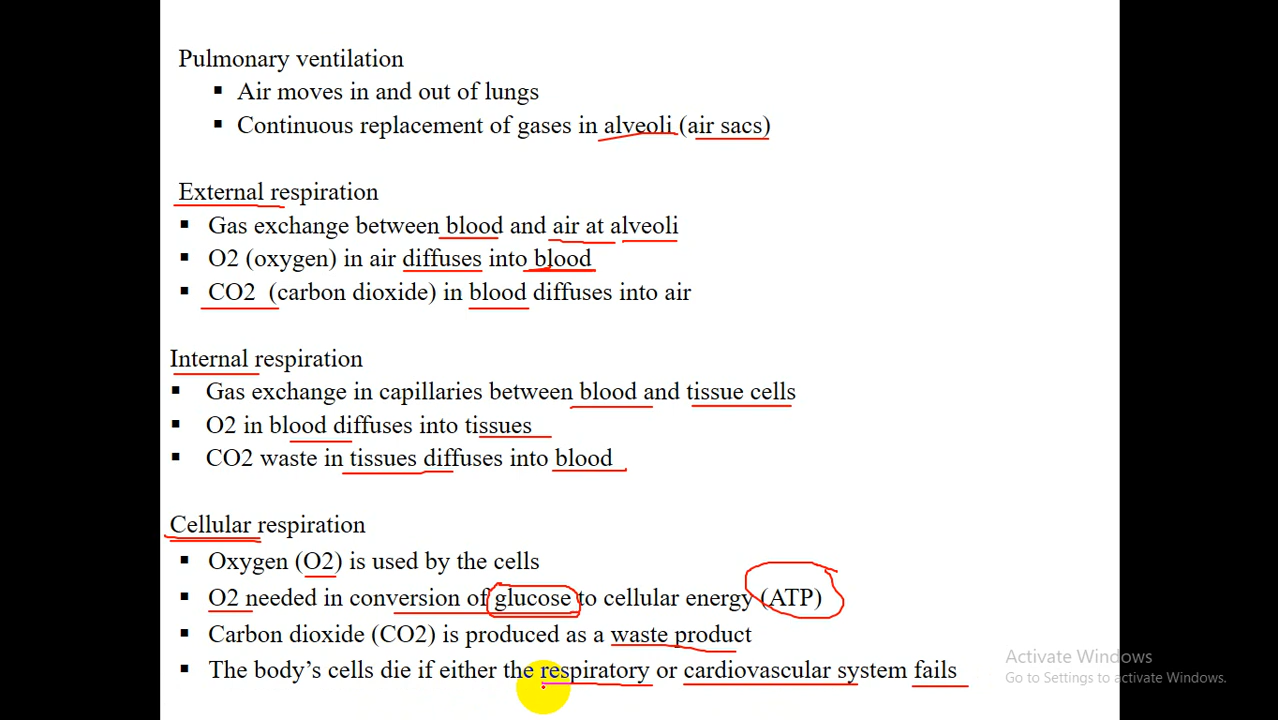 Pulmonary ventilation
▪ Air moves in and out of lungs
▪ Continuous replacement of gases in alveoli (air sacs)
External respiration
▪ Gas exchange between blood and air at alveoli
▪ O2 (oxygen) in air diffuses into blood
▪ CO2 (carbon dioxide) in blood diffuses into air
Internal respiration
▪ Gas exchange in capillaries between blood and tissue cells
▪ O2 in blood diffuses into tissues
▪ CO2 waste in tissues diffuses into blood
Cellular respiration
▪ Oxygen (O2) is used by the cells
▪ O2 needed in conversion of glucose to cellular energy (ATP)
▪ Carbon dioxide (CO2) is produced as a waste product
▪ The body's cells die if either the respiratory or cardiovascular system fails
Activate Windows
Go to Settings to activate Windows.